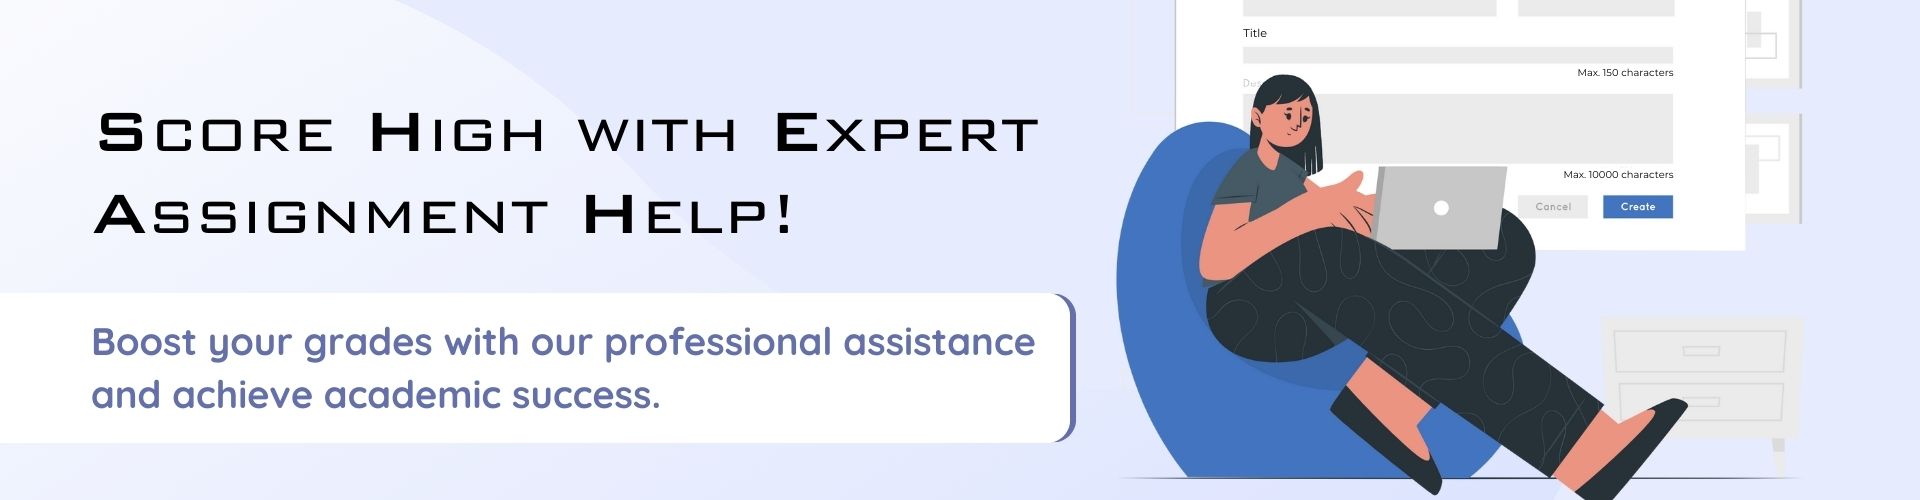 Score High with Expert
Assignment Help!
Boost your grades with our professional assistance
and achieve academic success.
Title
Max. 150 characters
Max. 10000 characters
Cancel
Create